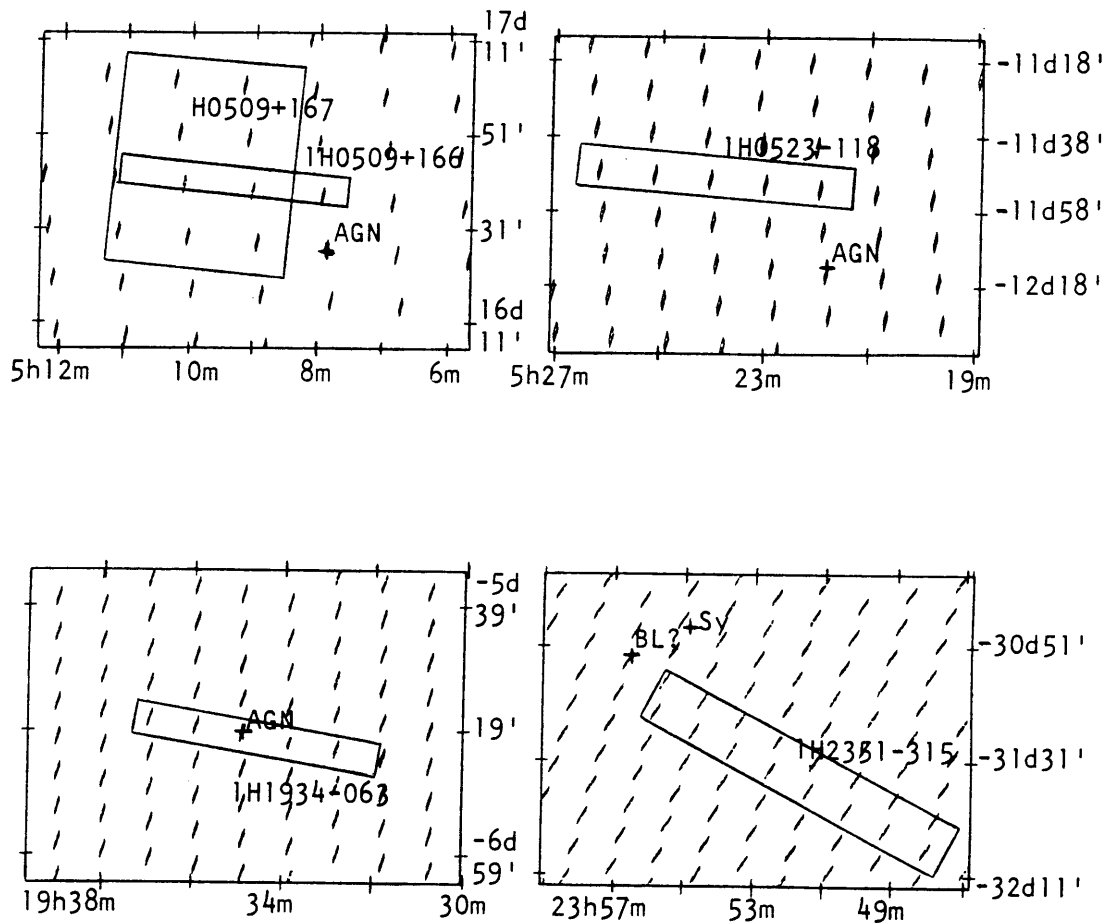 17d
11'
H0509+167
51'
1H0509+166
31'
AGN
16d
11'
5h12m 10m 8m 6m
-11d18'
-11d38'
1H0523-118
-11d58'
AGN
-12d18'
5h27m 23m 19m
-5d
39'
AGN
19'
1H1934-063
-6d
59'
19h38m 34m 30m
Sy
BL?
-30d51'
1H2351-315
-31d31'
-32d11'
23h57m 53m 49m